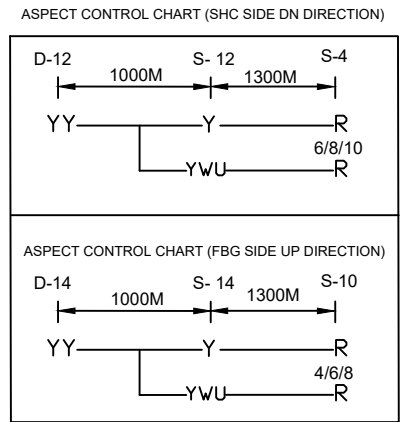 ASPECT CONTROL CHART (SHC SIDE DN DIRECTION)
D-12 S- 12 S-4
1000M 1300M
YY Y R
6/8/10
YWU R
ASPECT CONTROL CHART (FBG SIDE UP DIRECTION)
D-14 S- 14 S-10
1000M 1300M
YY Y R
4/6/8
YWU R